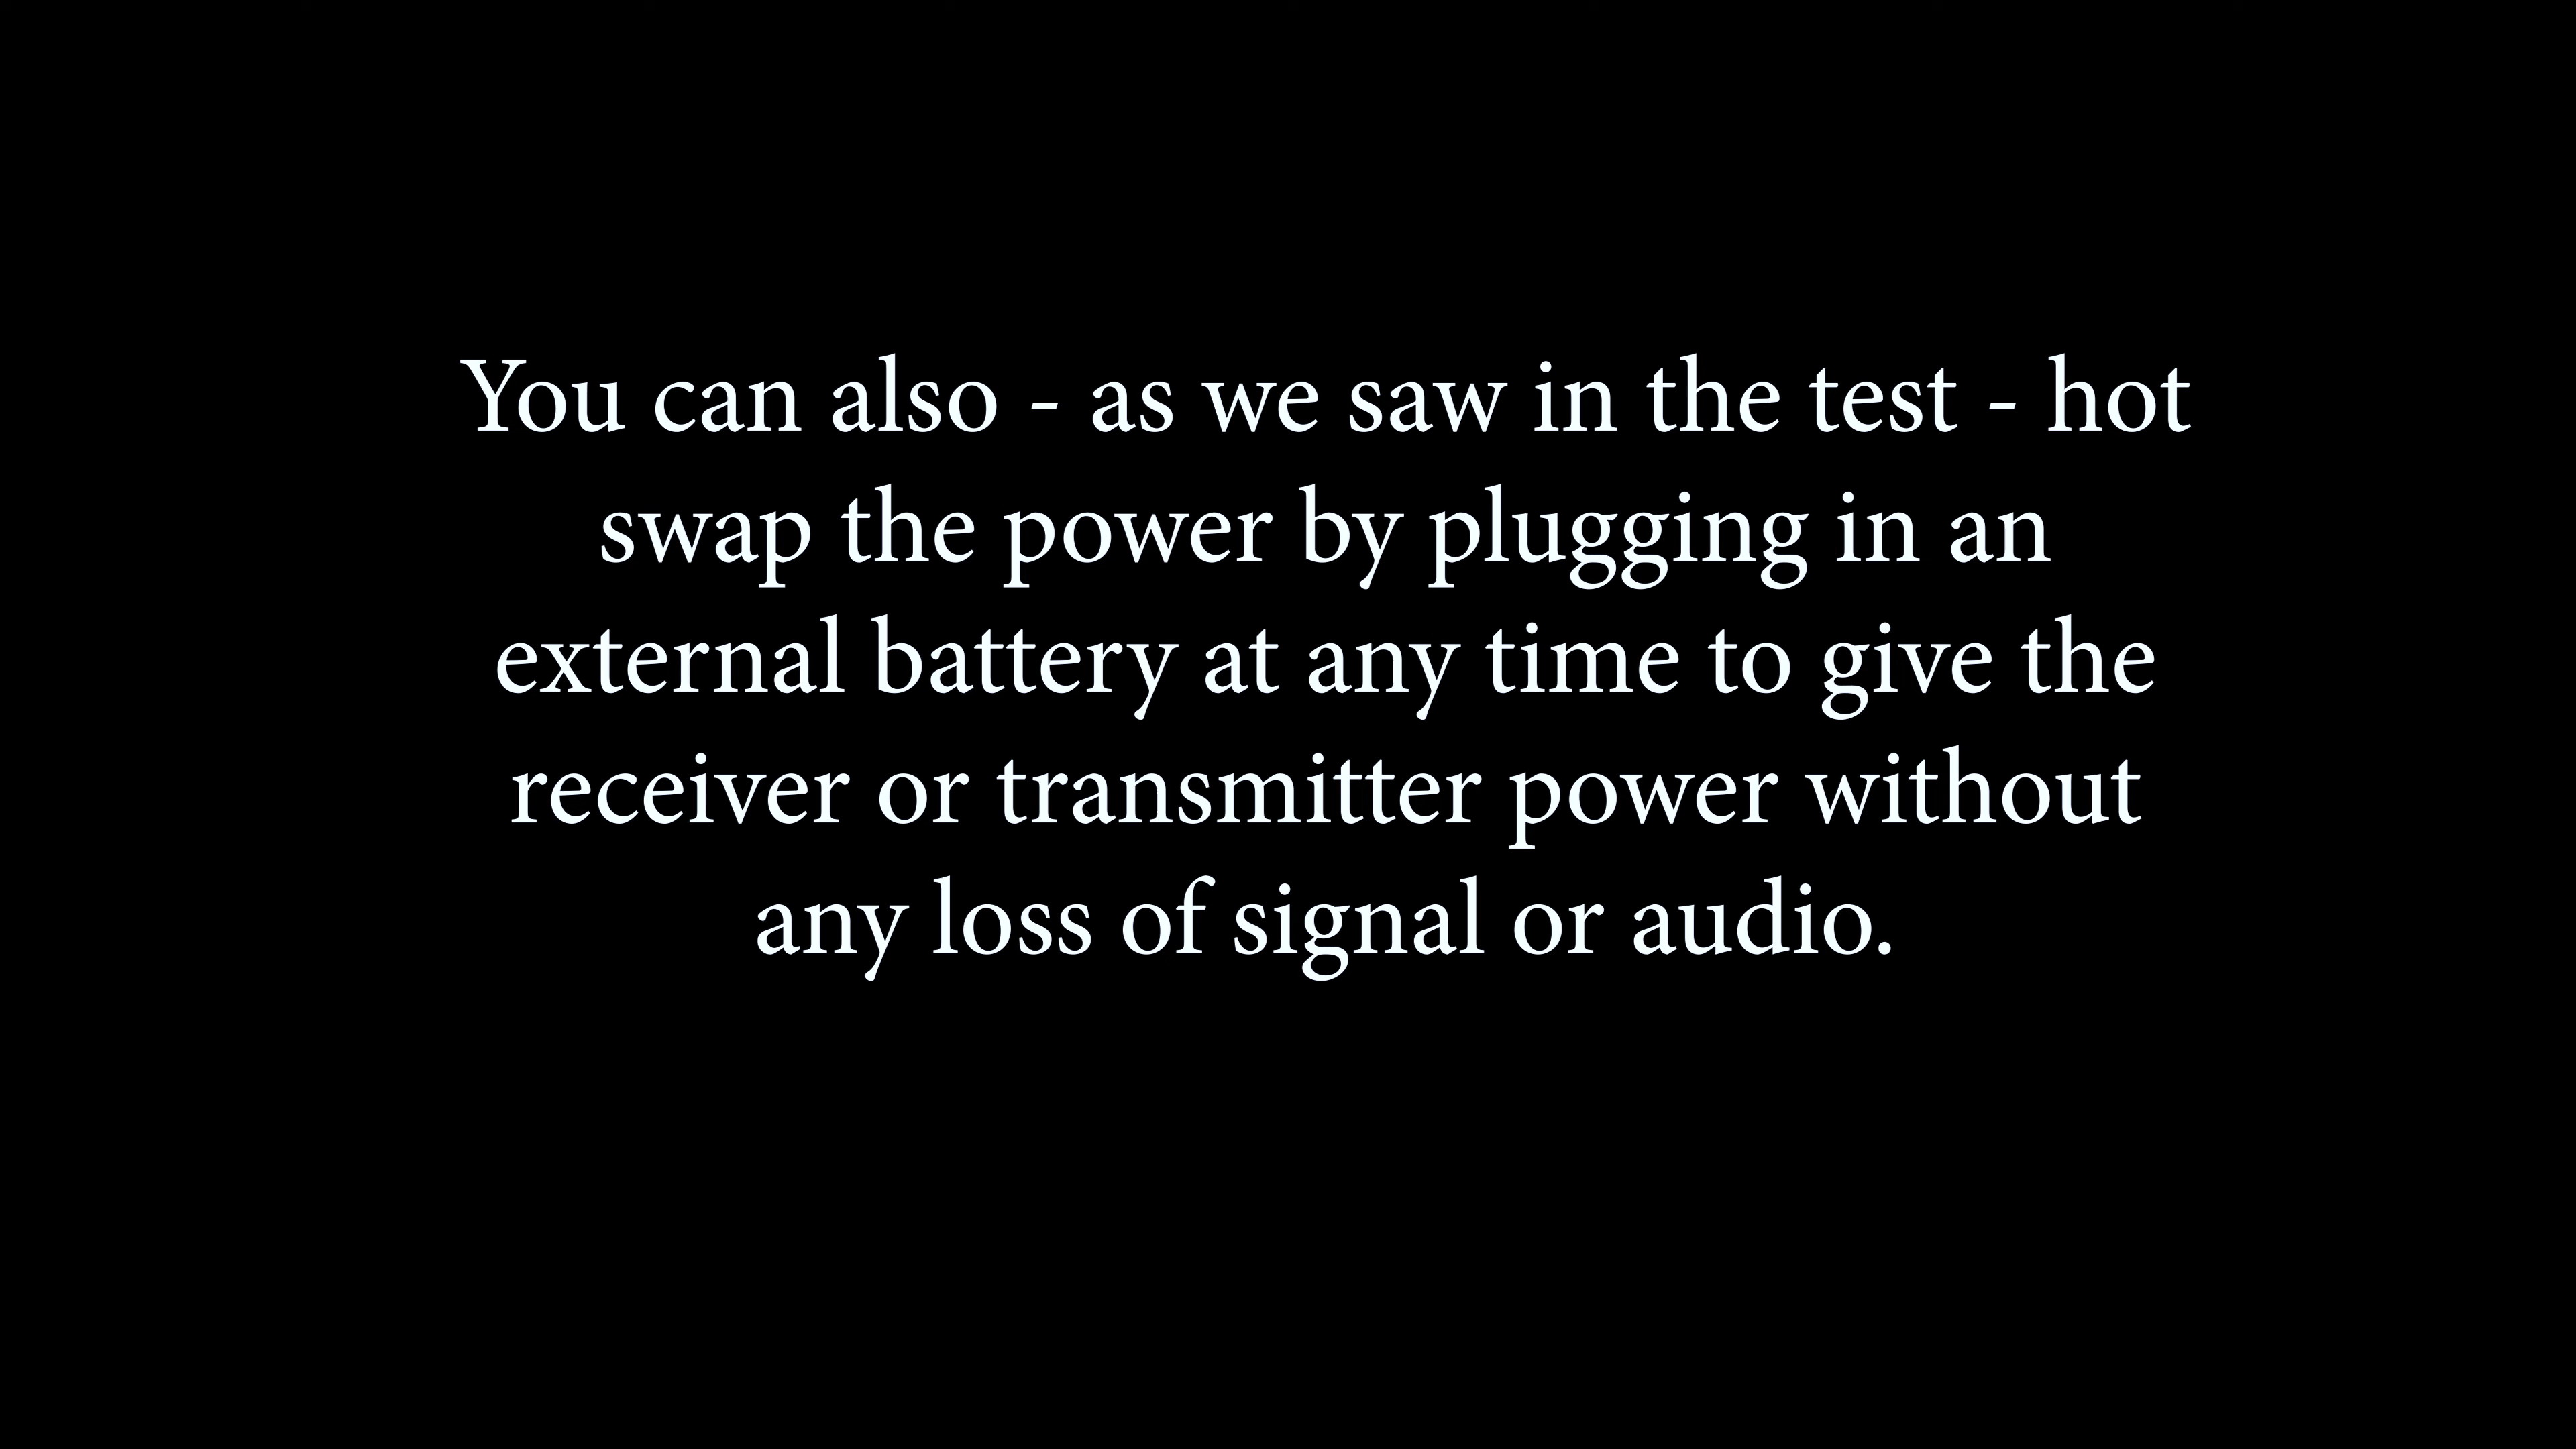 You can also - as we saw in the test - hot
swap the power by plugging in an
external battery at any time to give the
receiver or transmitter power without
any loss of signal or audio.